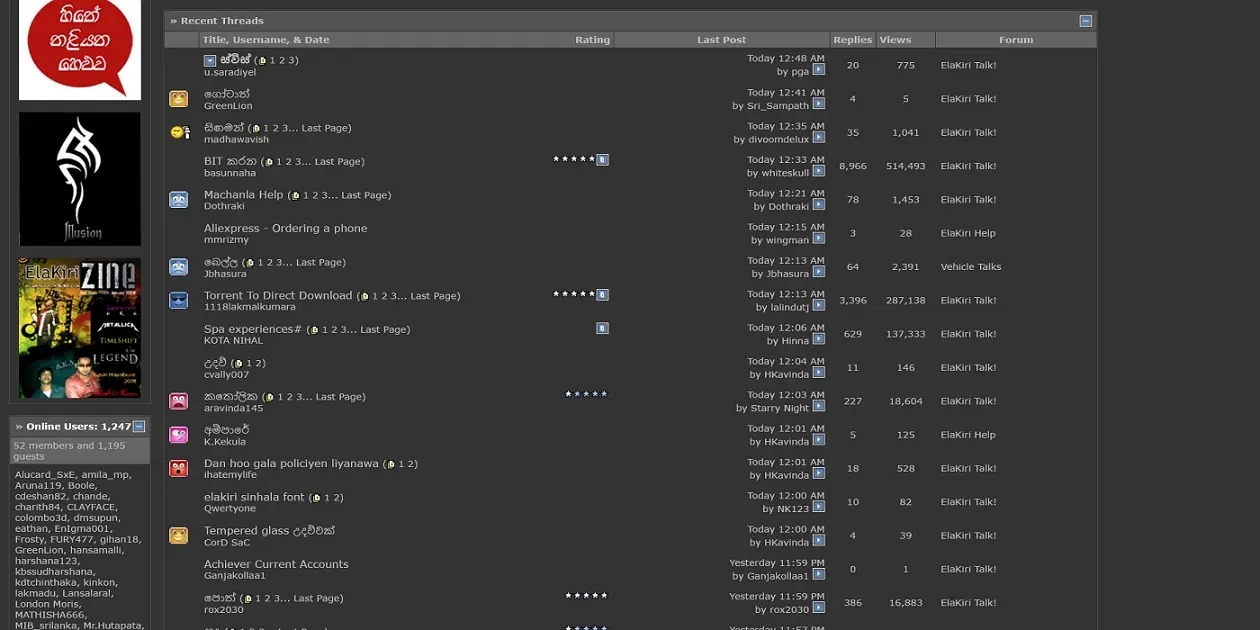 හිතේ
තළියන
හෙළුව
Illusion
ElaKiri ZINE
METALLICA
TIMESHIFT
LEGEND
A.K.A.
» Online Users: 1,247
52 members and 1,195
guests
Alucard_SxE, amila_mp,
Aruna119, Boole,
cdeshan82, chande,
charith84, CLAYFACE,
colombo3d, dmsupun,
eathan, EnIgma001,
Frosty, FURY477, gihan18,
GreenLion, hansamalli,
harshana123,
kbssudharshana,
kdtchinthaka, kinkon,
lakmadu, Lansalaral,
London Moris,
MATHISHA666,
MIB_srilanka, Mr.Hutapata,
» Recent Threads
Title, Username, & Date Rating Last Post Replies Views Forum
ස්විස් (1 2 3) Today 12:48 AM
u.saradiyel by pga 20 775 ElaKiri Talk!
ගෝටාත් Today 12:41 AM
GreenLion by Sri_Sampath 4 5 ElaKiri Talk!
සිඟමන් (1 2 3... Last Page) Today 12:35 AM
madhawavish by divoomdelux 35 1,041 ElaKiri Talk!
BIT කරන (1 2 3... Last Page) Today 12:33 AM
basunnaha by whiteskull 8,966 514,493 ElaKiri Talk!
Machanla Help (1 2 3... Last Page) Today 12:21 AM
Dothraki by Dothraki 78 1,453 ElaKiri Talk!
Aliexpress - Ordering a phone Today 12:15 AM
mmrizmy by wingman 3 28 ElaKiri Help
බෙල්ල (1 2 3... Last Page) Today 12:13 AM
Jbhasura by Jbhasura 64 2,391 Vehicle Talks
Torrent To Direct Download (1 2 3... Last Page) Today 12:13 AM
1118lakmalkumara by lalindutj 3,396 287,138 ElaKiri Talk!
Spa experiences# (1 2 3... Last Page) Today 12:06 AM
KOTA NIHAL by Hinna 629 137,333 ElaKiri Talk!
උදව් (1 2) Today 12:04 AM
cvally007 by HKavinda 11 146 ElaKiri Talk!
කතෝලික (1 2 3... Last Page) Today 12:03 AM
aravinda145 by Starry Night 227 18,604 ElaKiri Talk!
අම්පාරේ Today 12:01 AM
K.Kekula by HKavinda 5 125 ElaKiri Help
Dan hoo gala policiyen liyanawa (1 2) Today 12:01 AM
ihatemylife by HKavinda 18 528 ElaKiri Talk!
elakiri sinhala font (1 2) Today 12:00 AM
Qwertyone by NK123 10 82 ElaKiri Talk!
Tempered glass උදව්වක් Today 12:00 AM
CorD SaC by HKavinda 4 39 ElaKiri Talk!
Achiever Current Accounts Yesterday 11:59 PM
Ganjakollaa1 by Ganjakollaa1 0 1 ElaKiri Talk!
පොත් (1 2 3... Last Page) Yesterday 11:59 PM
rox2030 by rox2030 386 16,883 ElaKiri Talk!
Yesterday 11:57 PM